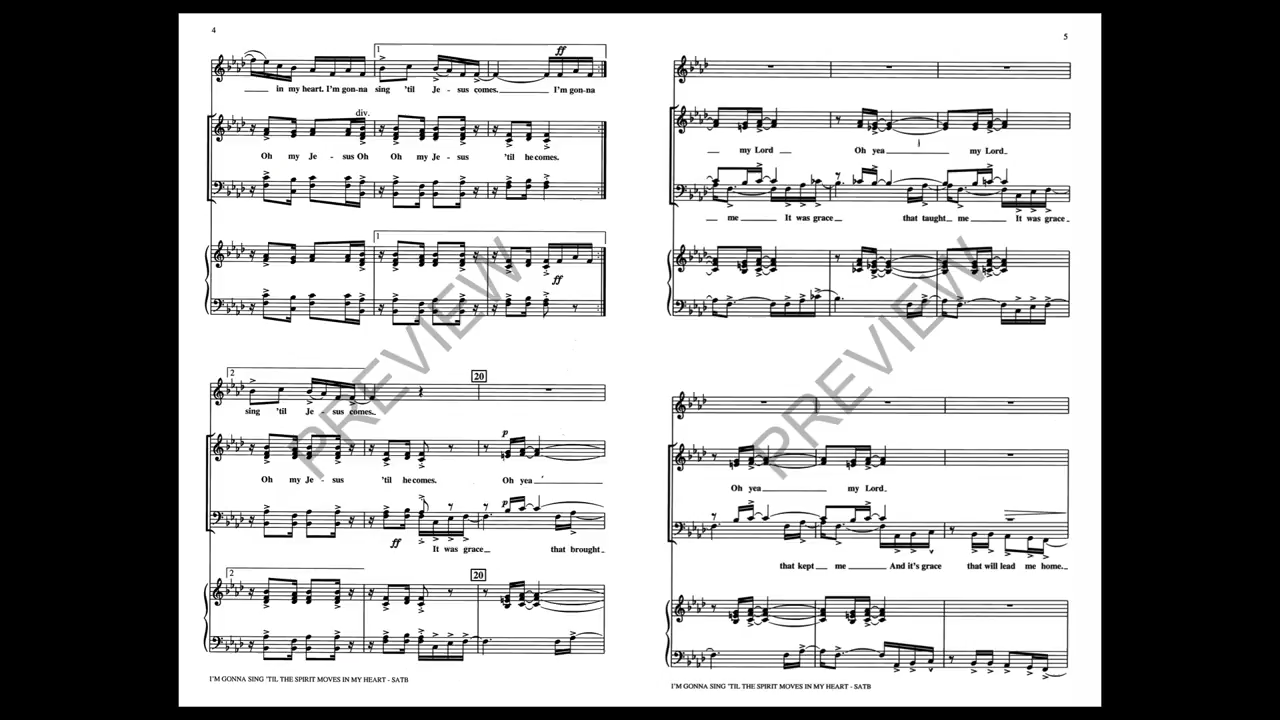 4
1
ff
in my heart. I'm gon-na sing 'til Je - sus comes. I'm gon-na
div.
Oh my Je - sus Oh Oh my Je - sus 'til he comes.
1
ff
2
20
sing 'til Je - sus comes.
p
Oh my Je - sus 'til he comes. Oh yea
p
ff
It was grace that brought
2
20
I'M GONNA SING 'TIL THE SPIRIT MOVES IN MY HEART - SATB
5
my Lord Oh yea my Lord
me It was grace that taught me It was grace
Oh yea my Lord
that kept me And it's grace that will lead me home.
I'M GONNA SING 'TIL THE SPIRIT MOVES IN MY HEART - SATB
PREVIEW
PREVIEW